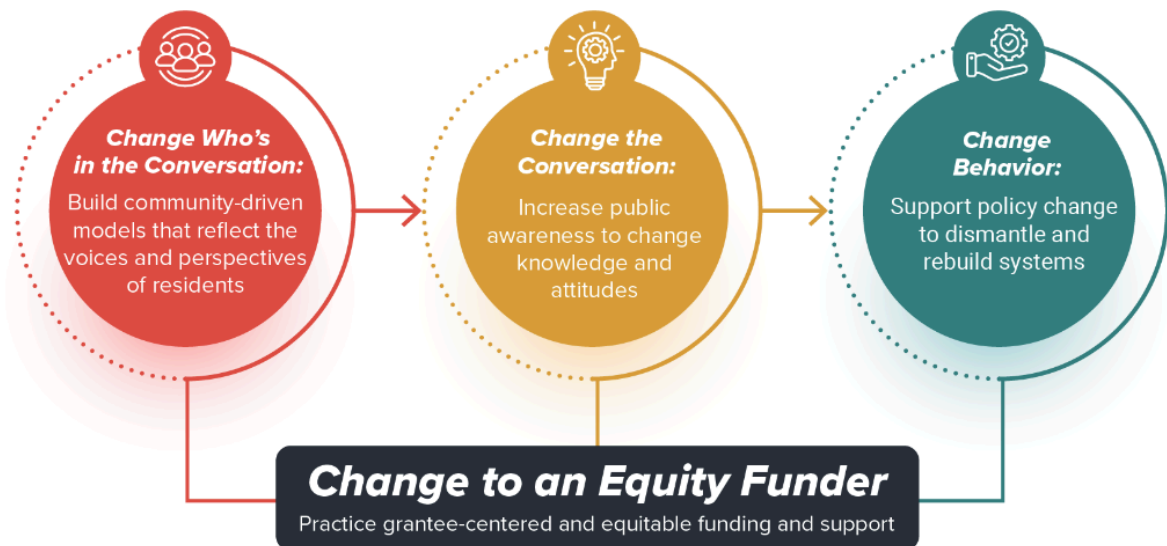 Change Who's
in the Conversation:
Build community-driven
models that reflect the
voices and perspectives
of residents
Change the
Conversation:
Increase public
awareness to change
knowledge and
attitudes
Change
Behavior:
Support policy change
to dismantle and
rebuild systems
Change to an Equity Funder
Practice grantee-centered and equitable funding and support